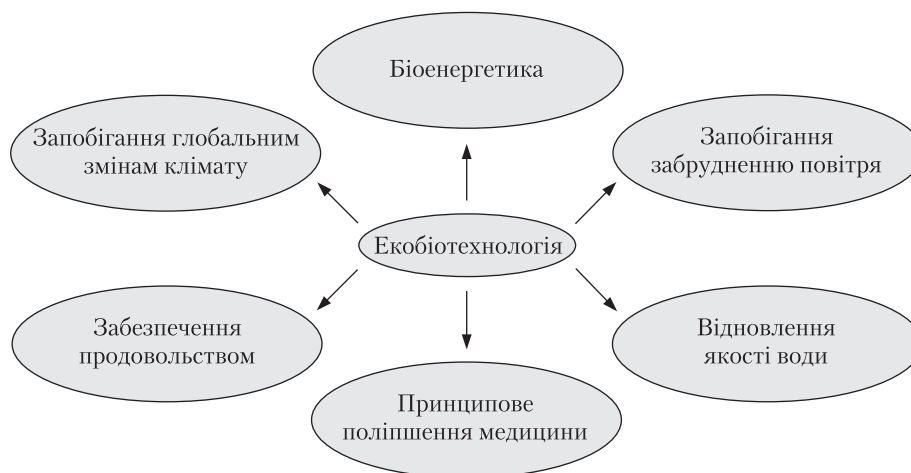 Біоенергетика
Запобігання глобальним
змінам клімату
Запобігання
забрудненню повітря
Екобіотехнологія
Забезпечення
продовольством
Відновлення
якості води
Принципове
поліпшення медицини